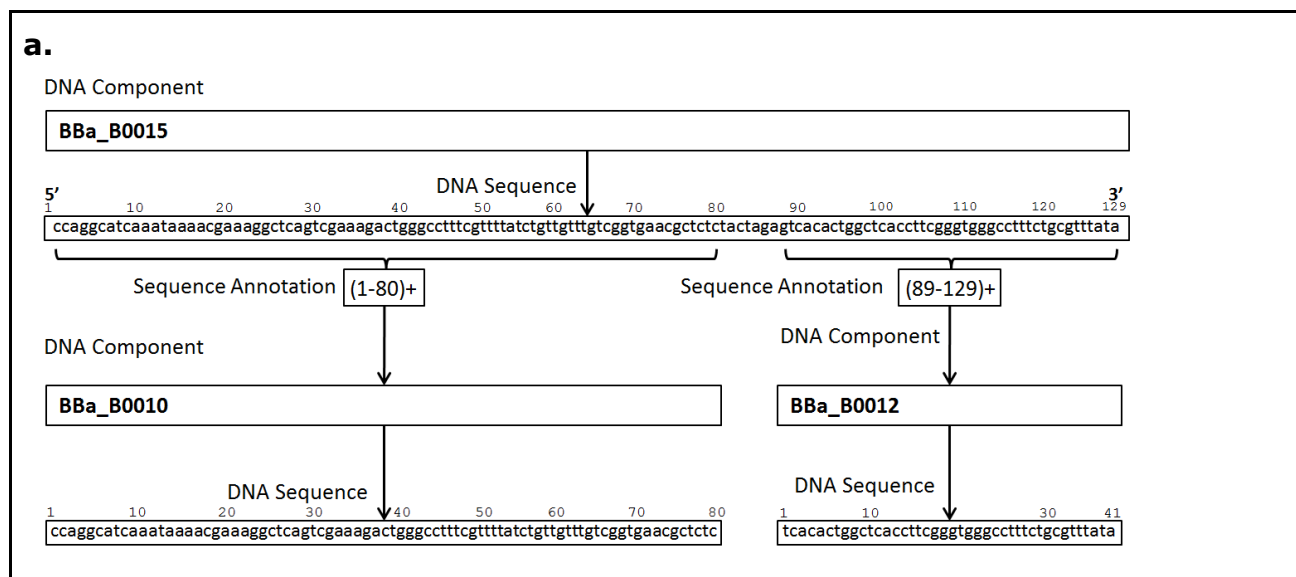 a.
DNA Component
BBa_B0015
DNA Sequence
5’ 3’
1 10 20 30 40 50 60 70 80 90 100 110 120 129
ccaggcatcaaataaaacgaaaggctcagtcgaaagactgggcctttcgttttatctgttgtttgtcggtgaacgctctctactagagtcacactggctcaccttcgggtgggcctttctgcgtttata
Sequence Annotation (1-80)+ Sequence Annotation (89-129)+
DNA Component DNA Component
BBa_B0010 BBa_B0012
DNA Sequence DNA Sequence
1 10 20 30 40 50 60 70 80 1 10 30 41
ccaggcatcaaataaaacgaaaggctcagtcgaaagactgggcctttcgttttatctgttgtttgtcggtgaacgctctc tcacactggctcaccttcgggtgggcctttctgcgtttata